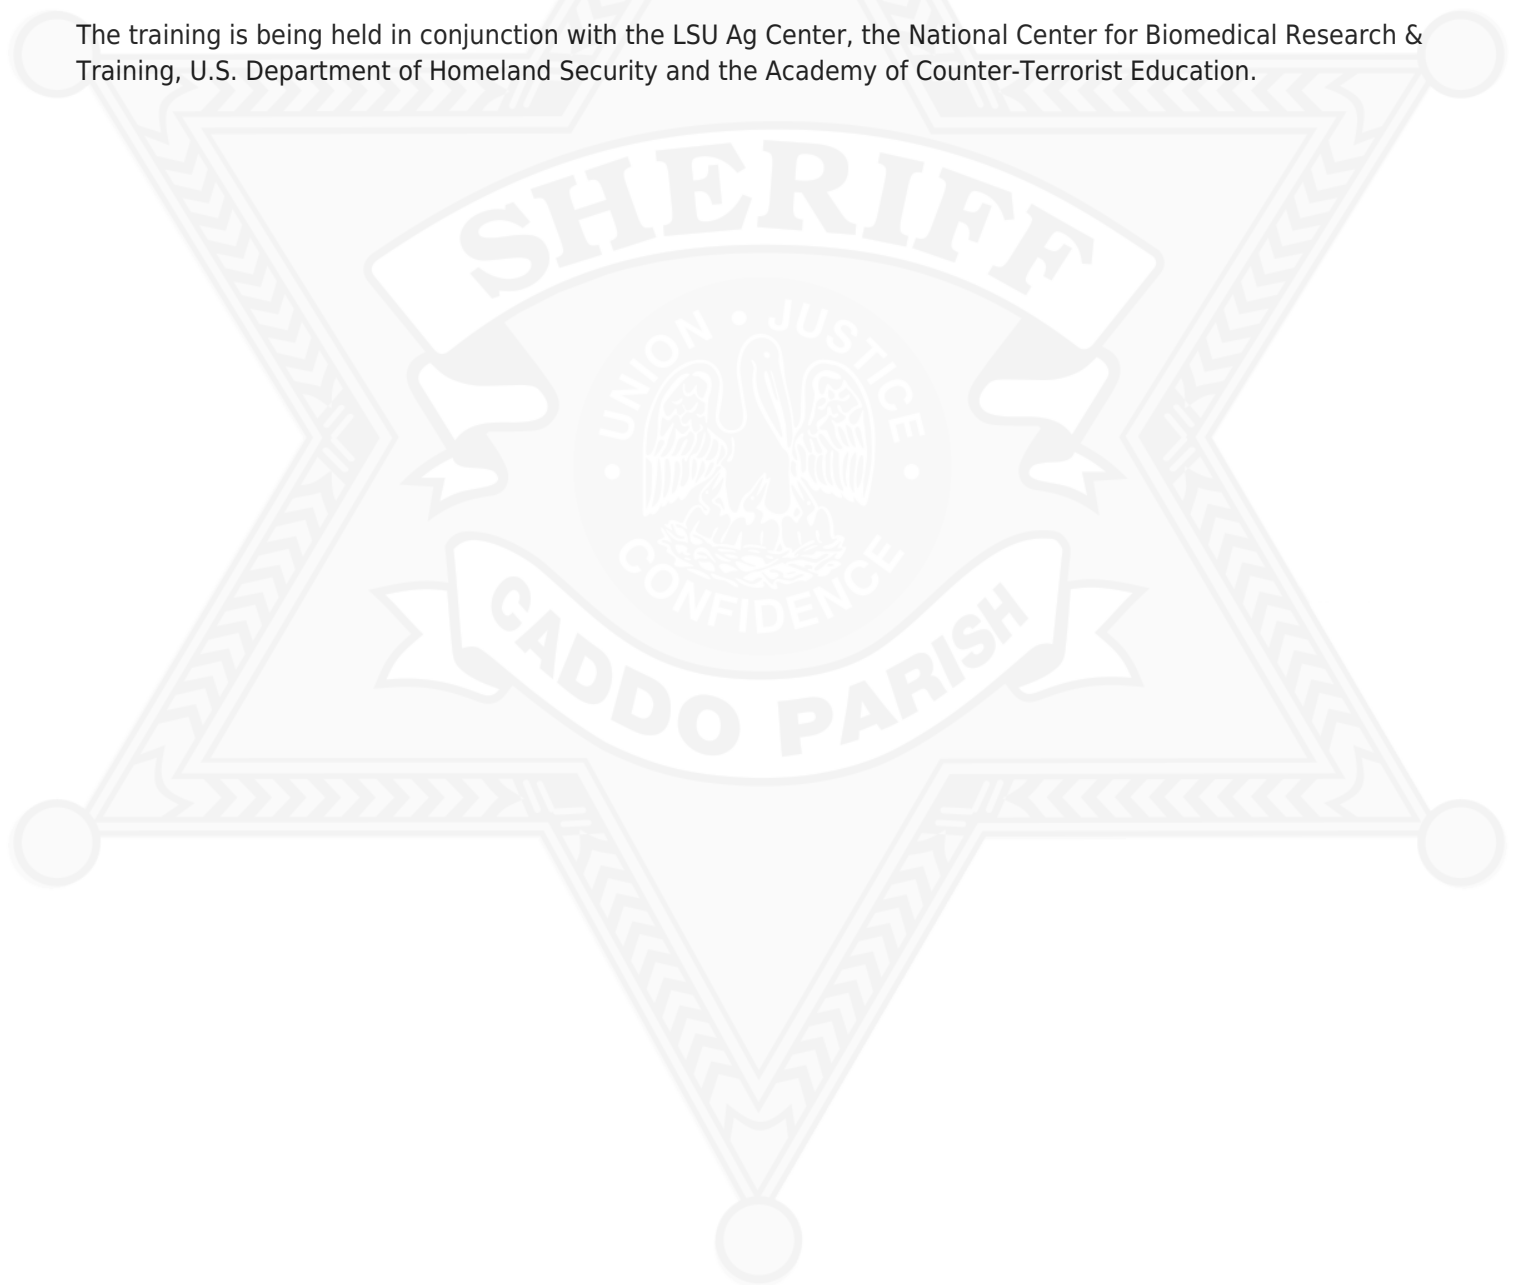 The training is being held in conjunction with the LSU Ag Center, the National Center for Biomedical Research &
Training, U.S. Department of Homeland Security and the Academy of Counter-Terrorist Education.
SHERIFF
UNION • JUSTICE
• CONFIDENCE •
CADDO PARISH